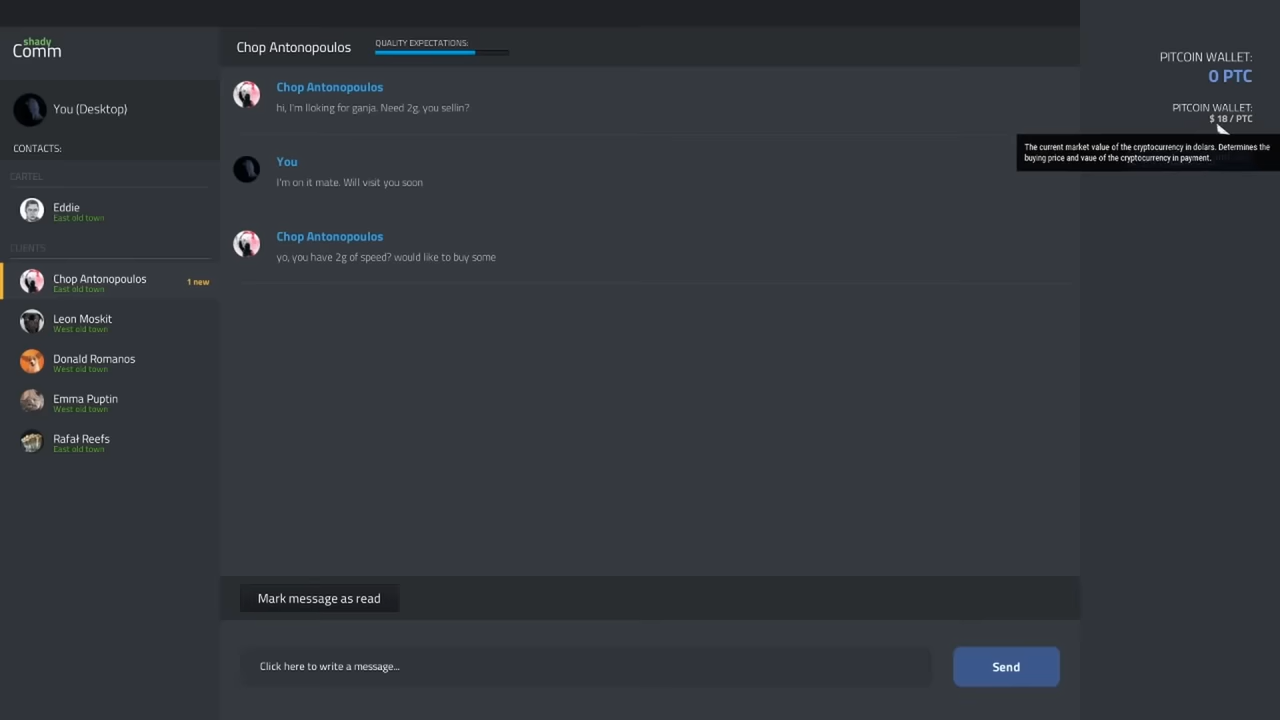 shady
Comm
You (Desktop)
CONTACTS:
CARTEL
Eddie
East old town
CLIENTS
Chop Antonopoulos
East old town
1 new
Leon Moskit
West old town
Donald Romanos
West old town
Emma Puptin
West old town
Rafał Reefs
East old town
Chop Antonopoulos
QUALITY EXPECTATIONS:
Chop Antonopoulos
hi, I'm lloking for ganja. Need 2g, you sellin?
You
I'm on it mate. Will visit you soon
Chop Antonopoulos
yo, you have 2g of speed? would like to buy some
Mark message as read
Click here to write a message...
Send
PITCOIN WALLET:
0 PTC
PITCOIN WALLET:
$ 18 / PTC
The current market value of the cryptocurrency in dolars. Determines the
buying price and vaue of the cryptocurrency in payment.